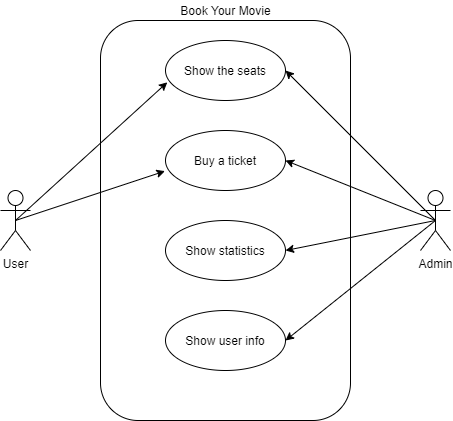 Book Your Movie
Show the seats
Buy a ticket
Show statistics
Show user info
User
Admin